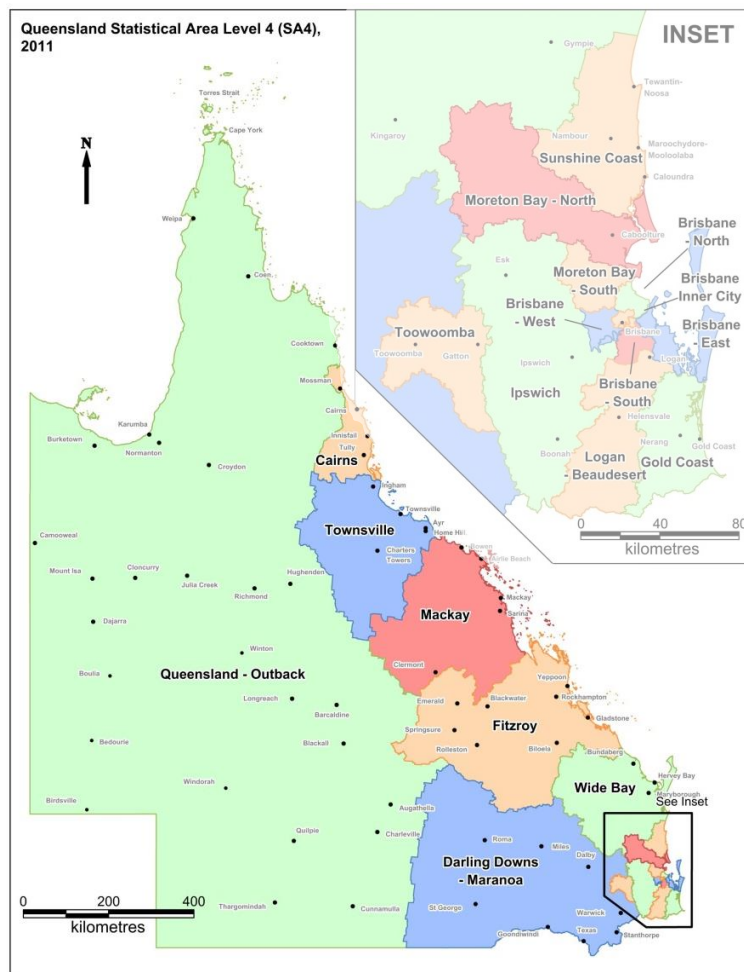 Queensland Statistical Area Level 4 (SA4),
2011
INSET
N
Torres Strait
Cape York
Weipa
Coen
Cooktown
Mossman
Cairns
Innisfail
Tully
Cairns
Karumba
Burketown
Normanton
Croydon
Ingham
Townsville
Ayr
Home Hill
Townsville
Charters
Towers
Bowen
Airlie Beach
Camooweal
Mount Isa
Cloncurry
Julia Creek
Richmond
Hughenden
Mackay
Sarina
Mackay
Dajarra
Winton
Clermont
Boulia
Queensland - Outback
Longreach
Barcaldine
Emerald
Blackwater
Yeppoon
Rockhampton
Gladstone
Fitzroy
Springsure
Rolleston
Biloela
Bedourie
Blackall
Bundaberg
Hervey Bay
Maryborough
Wide Bay
See Inset
Windorah
Birdsville
Augathella
Quilpie
Charleville
Roma
Miles
Dalby
Darling Downs
- Maranoa
Thargomindah
Cunnamulla
St George
Warwick
Goondiwindi
Texas
Stanthorpe
0 200 400
kilometres
Gympie
Tewantin-
Noosa
Kingaroy
Nambour
Maroochydore-
Mooloolaba
Sunshine Coast
Caloundra
Moreton Bay - North
Caboolture
Brisbane
- North
Esk
Moreton Bay
- South
Brisbane
Inner City
Brisbane
- West
Brisbane
- East
Toowoomba
Toowoomba
Gatton
Brisbane
Logan
Ipswich
Ipswich
Brisbane
- South
Helensvale
Boonah
Nerang
Gold Coast
Logan
- Beaudesert
Gold Coast
0 40 80
kilometres